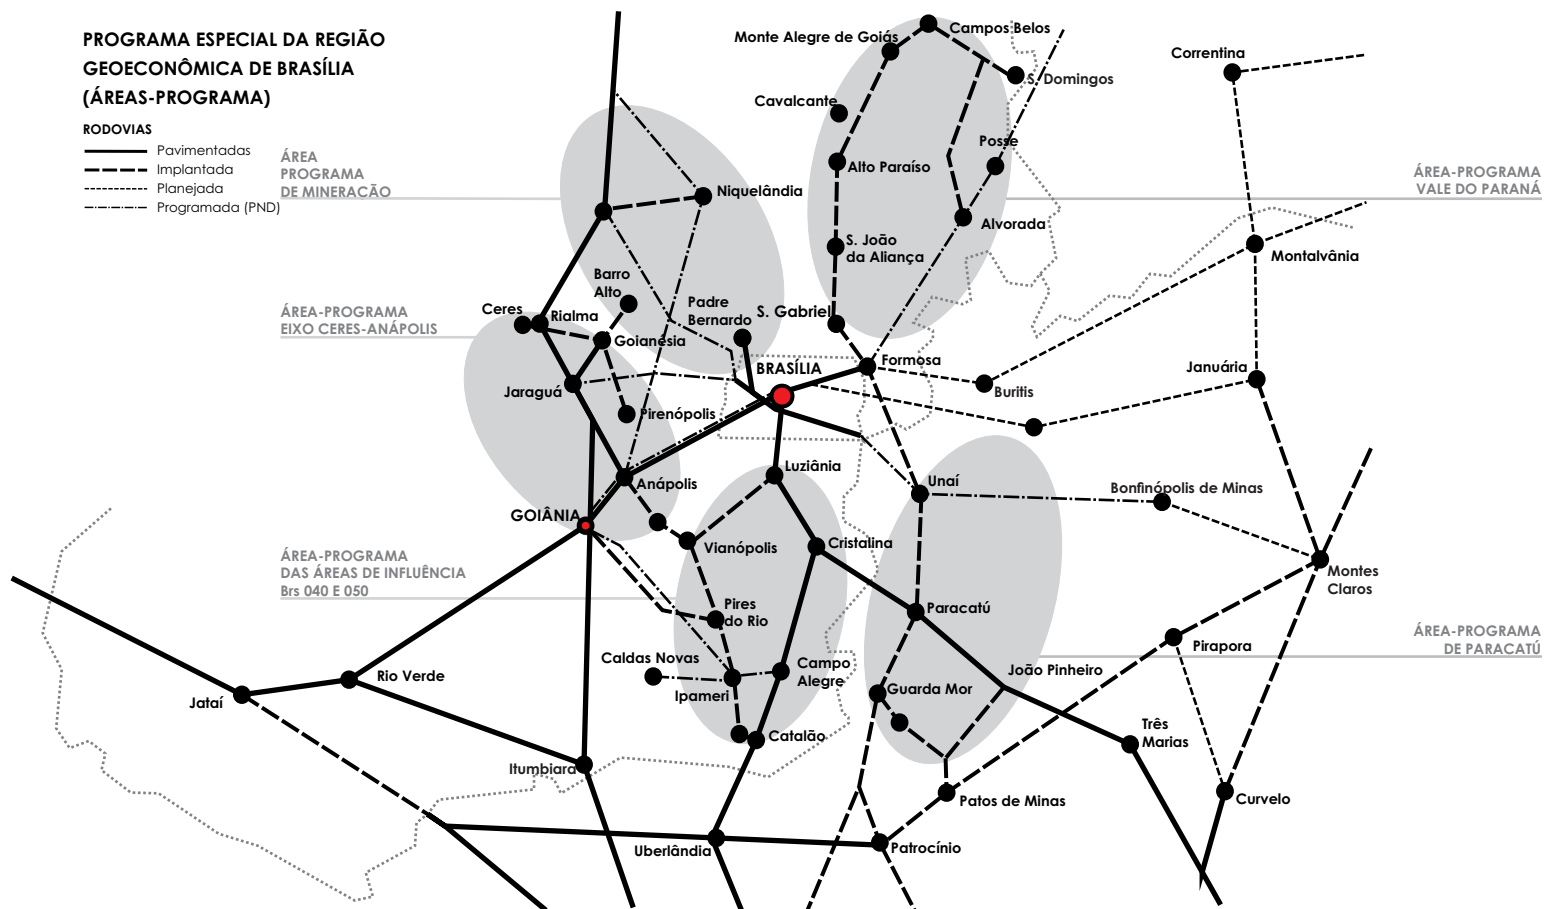 PROGRAMA ESPECIAL DA REGIÃO
GEOECONÔMICA DE BRASÍLIA
(ÁREAS-PROGRAMA)
RODOVIAS
Pavimentadas
Implantada
Planejada
Programada (PND)
ÁREA
PROGRAMA
DE MINERACÃO
ÁREA-PROGRAMA
EIXO CERES-ANÁPOLIS
ÁREA-PROGRAMA
DAS ÁREAS DE INFLUÊNCIA
Brs 040 E 050
ÁREA-PROGRAMA
VALE DO PARANÁ
ÁREA-PROGRAMA
DE PARACATÚ
Monte Alegre de Goiás
Campos Belos
S. Domingos
Correntina
Cavalcante
Posse
Alto Paraíso
Niquelândia
Alvorada
S. João
da Aliança
Montalvânia
Barro
Alto
Padre
Bernardo
S. Gabriel
Ceres
Rialma
Goianésia
Formosa
BRASÍLIA
Januária
Jaraguá
Buritis
Pirenópolis
Luziânia
Anápolis
Unaí
Bonfinópolis de Minas
GOIÂNIA
Vianópolis
Cristalina
Montes
Claros
Pires
do Rio
Paracatú
Pirapora
Caldas Novas
Campo
Alegre
João Pinheiro
Rio Verde
Ipameri
Guarda Mor
Jataí
Catalão
Três
Marias
Itumbiara
Patos de Minas
Curvelo
Uberlândia
Patrocínio